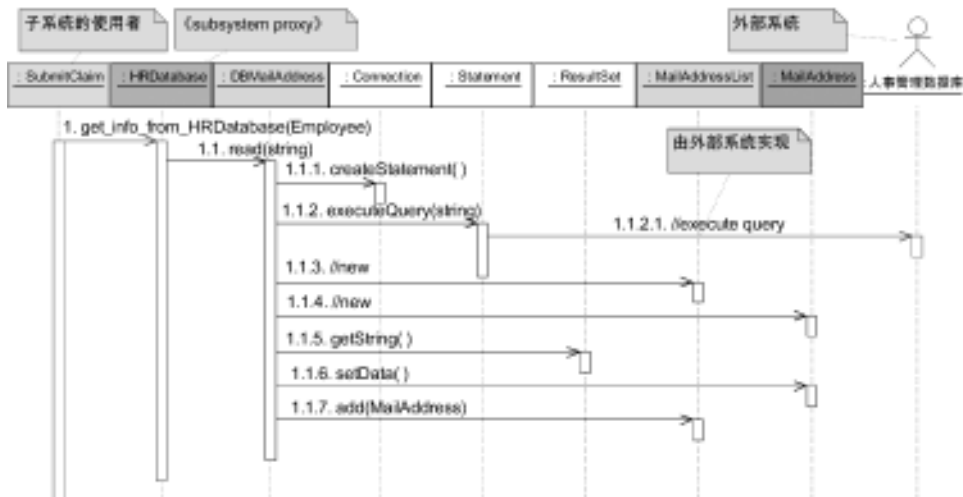 子系统的使用者
《subsystem proxy》
外部系统
: SubmitClaim
: HRDatabase
: DBMailAddress
: Connection
: Statement
: ResultSet
: MailAddressList
: MailAddress
: 人事管理数据库
1. get_info_from_HRDatabase(Employee)
由外部系统实现
1.1. read(string)
1.1.1. createStatement( )
1.1.2. executeQuery(string)
1.1.2.1. //execute query
1.1.3. //new
1.1.4. //new
1.1.5. getString( )
1.1.6. setData( )
1.1.7. add(MailAddress)